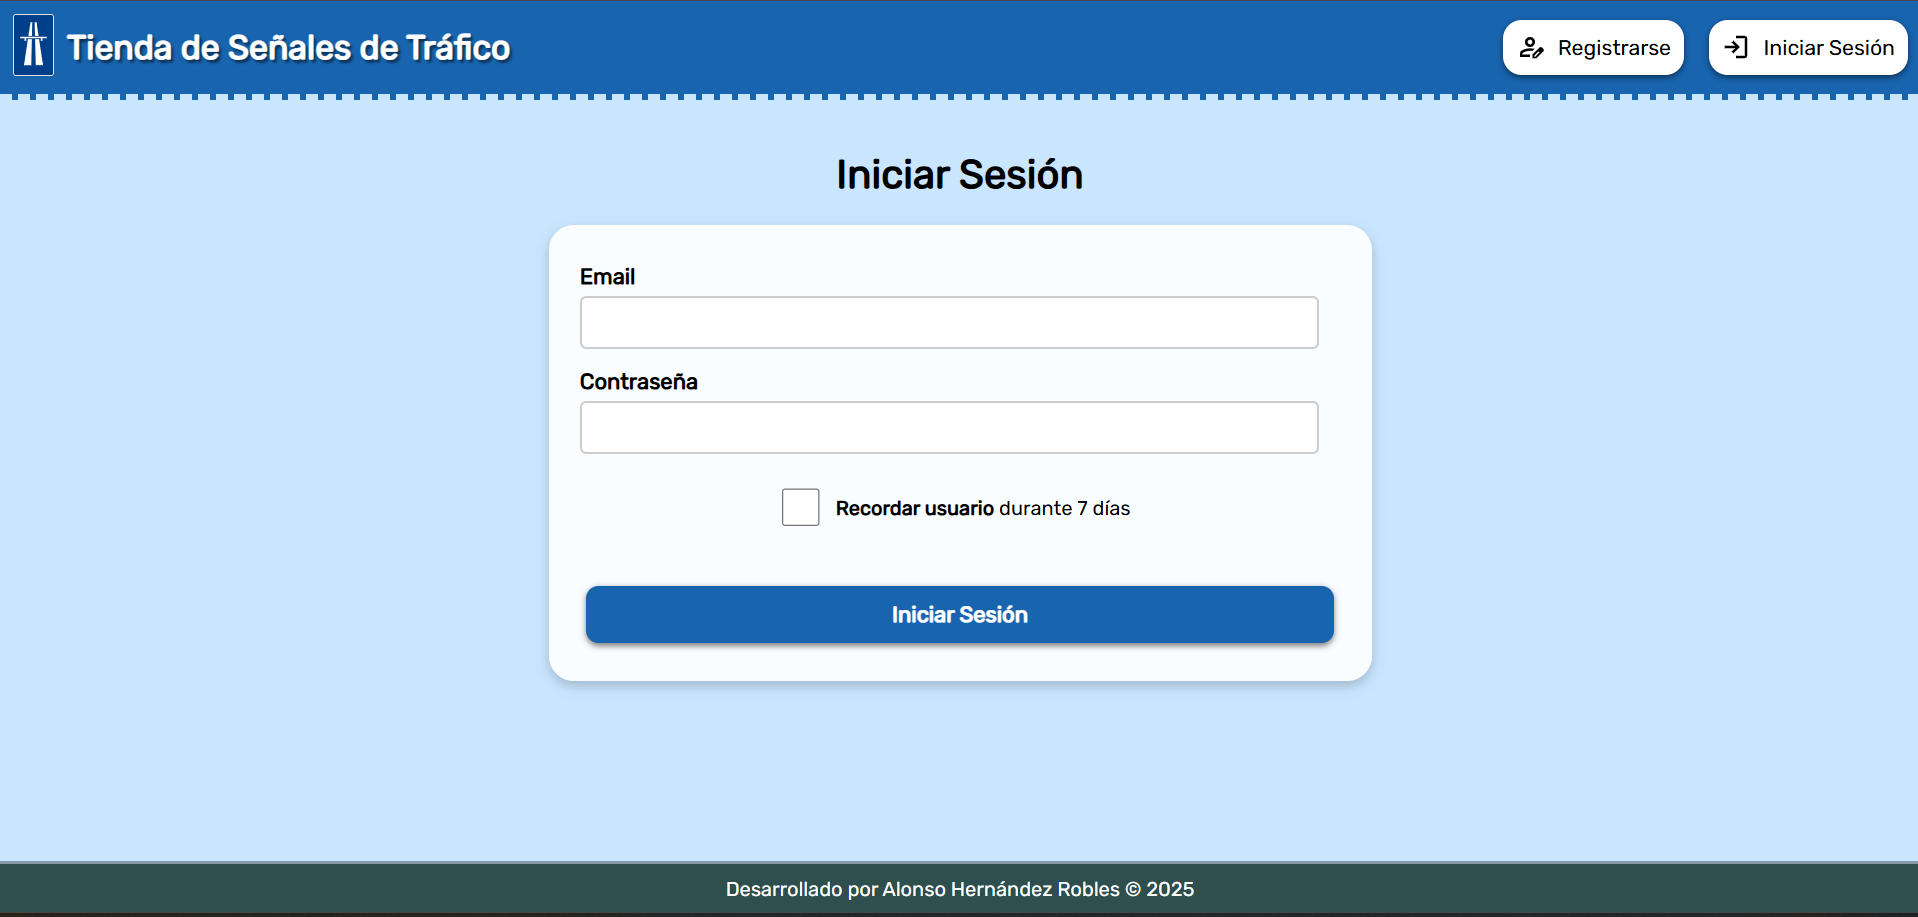 Tienda de Señales de Tráfico
Registrarse
Iniciar Sesión
Iniciar Sesión
Email
Contraseña
Recordar usuario durante 7 días
Iniciar Sesión
Desarrollado por Alonso Hernández Robles © 2025